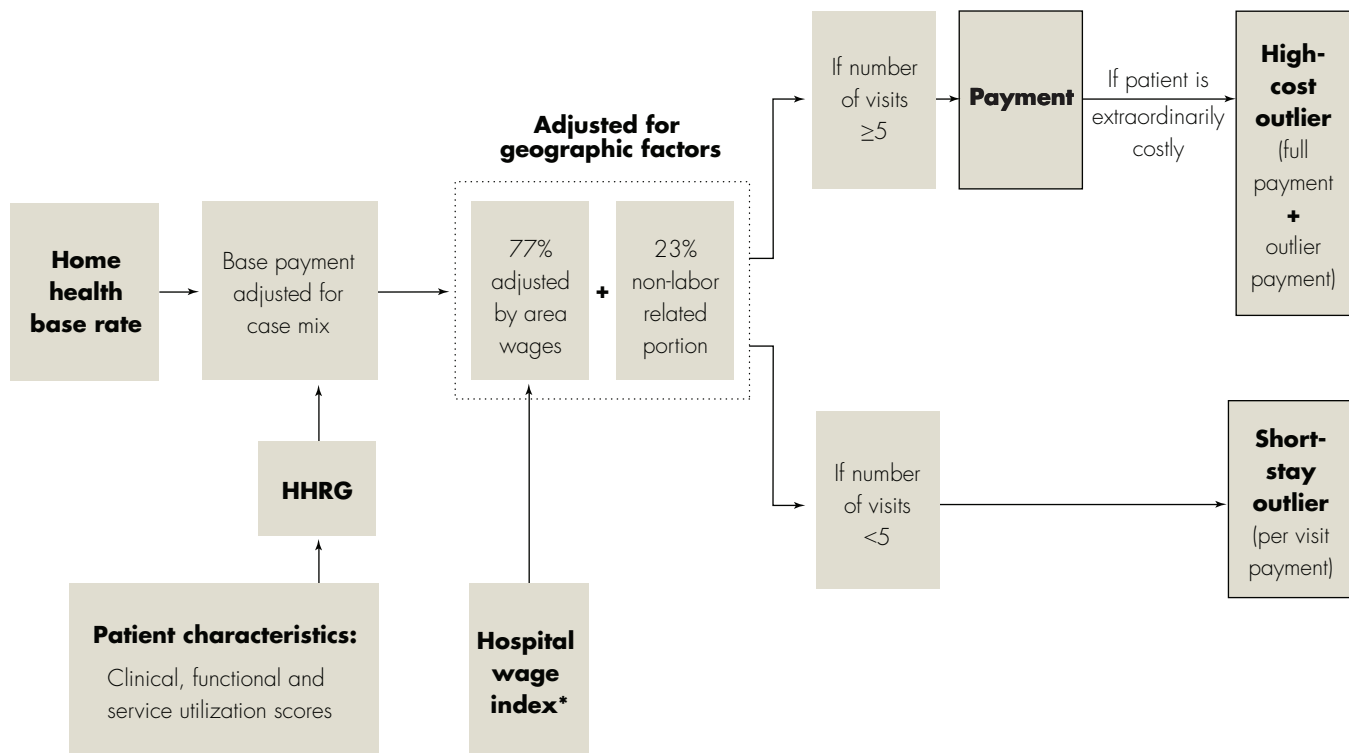 Home
health
base rate
Base payment
adjusted for
case mix
HHRG
Patient characteristics:
Clinical, functional and
service utilization scores
Adjusted for
geographic factors
77%
adjusted
by area
wages
+
23%
non-labor
related
portion
Hospital
wage
index*
If number
of visits
≥5
Payment
If patient is
extraordinarily
costly
High-
cost
outlier
(full
payment
+
outlier
payment)
If number
of visits
<5
Short-
stay
outlier
(per visit
payment)